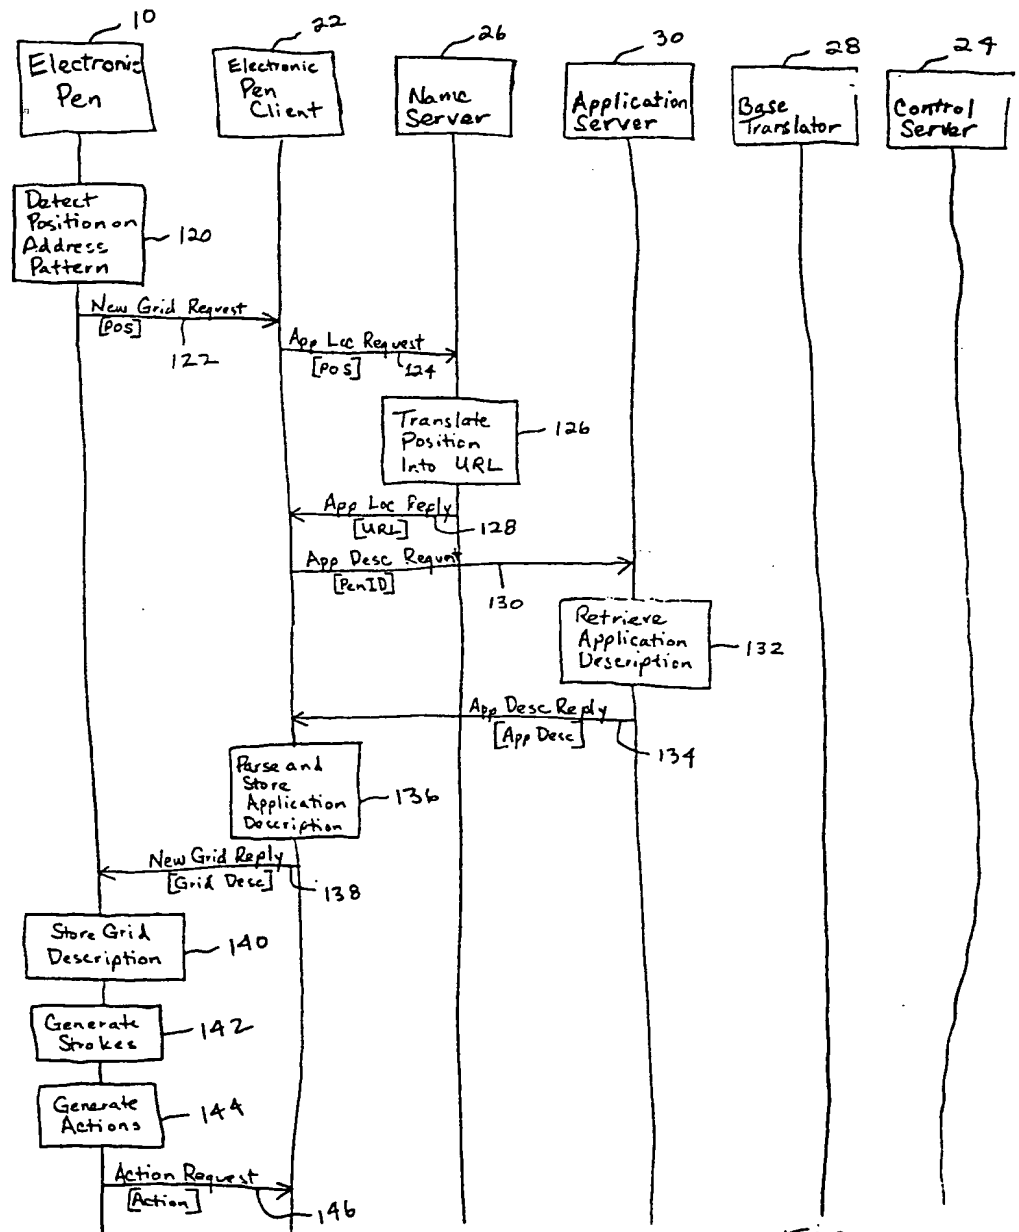 10
22
26
30
28
24
Electronic
Pen
Electronic
Pen
Client
Name
Server
Application
Server
Base
Translator
Control
Server
Detect
Position on
Address
Pattern
120
New Grid Request
[POS]
122
App Loc Request
[POS]
124
Translate
Position
Into URL
126
App Loc Reply
[URL]
128
App Desc Request
[PenID]
130
Retrieve
Application
Description
132
App Desc Reply
[App Desc]
134
Parse and
Store
Application
Description
136
New Grid Reply
[Grid Desc]
138
Store Grid
Description
140
Generate
Strokes
142
Generate
Actions
144
Action Request
[Action]
146